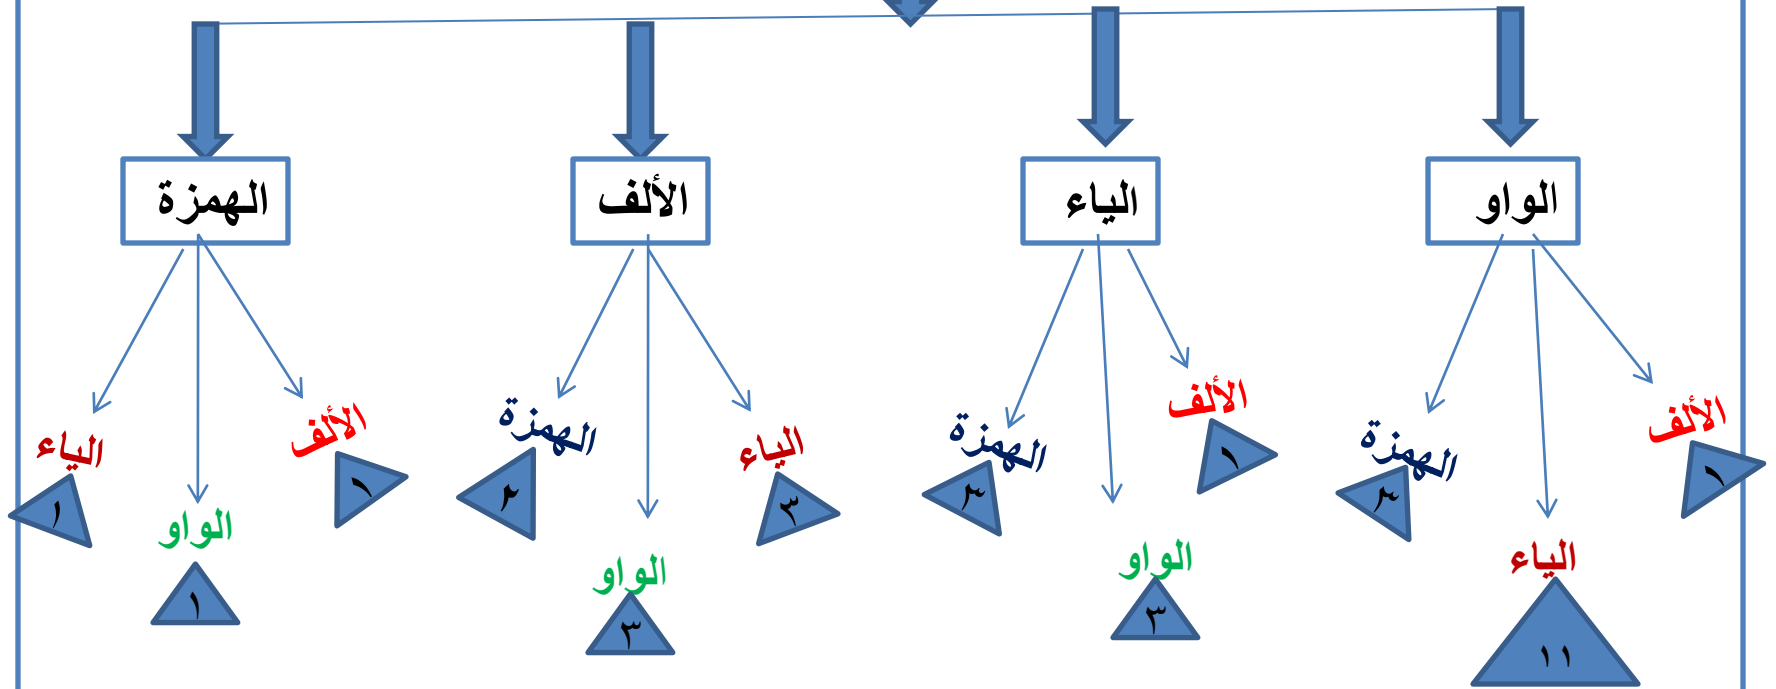 الواو
الياء
الألف
الهمزة
الألف
١
الهمزة
٣
الياء
١١
الألف
١
الهمزة
٣
الواو
٣
الياء
٣
الهمزة
٢
الواو
٣
الألف
١
الواو
١
الياء
١